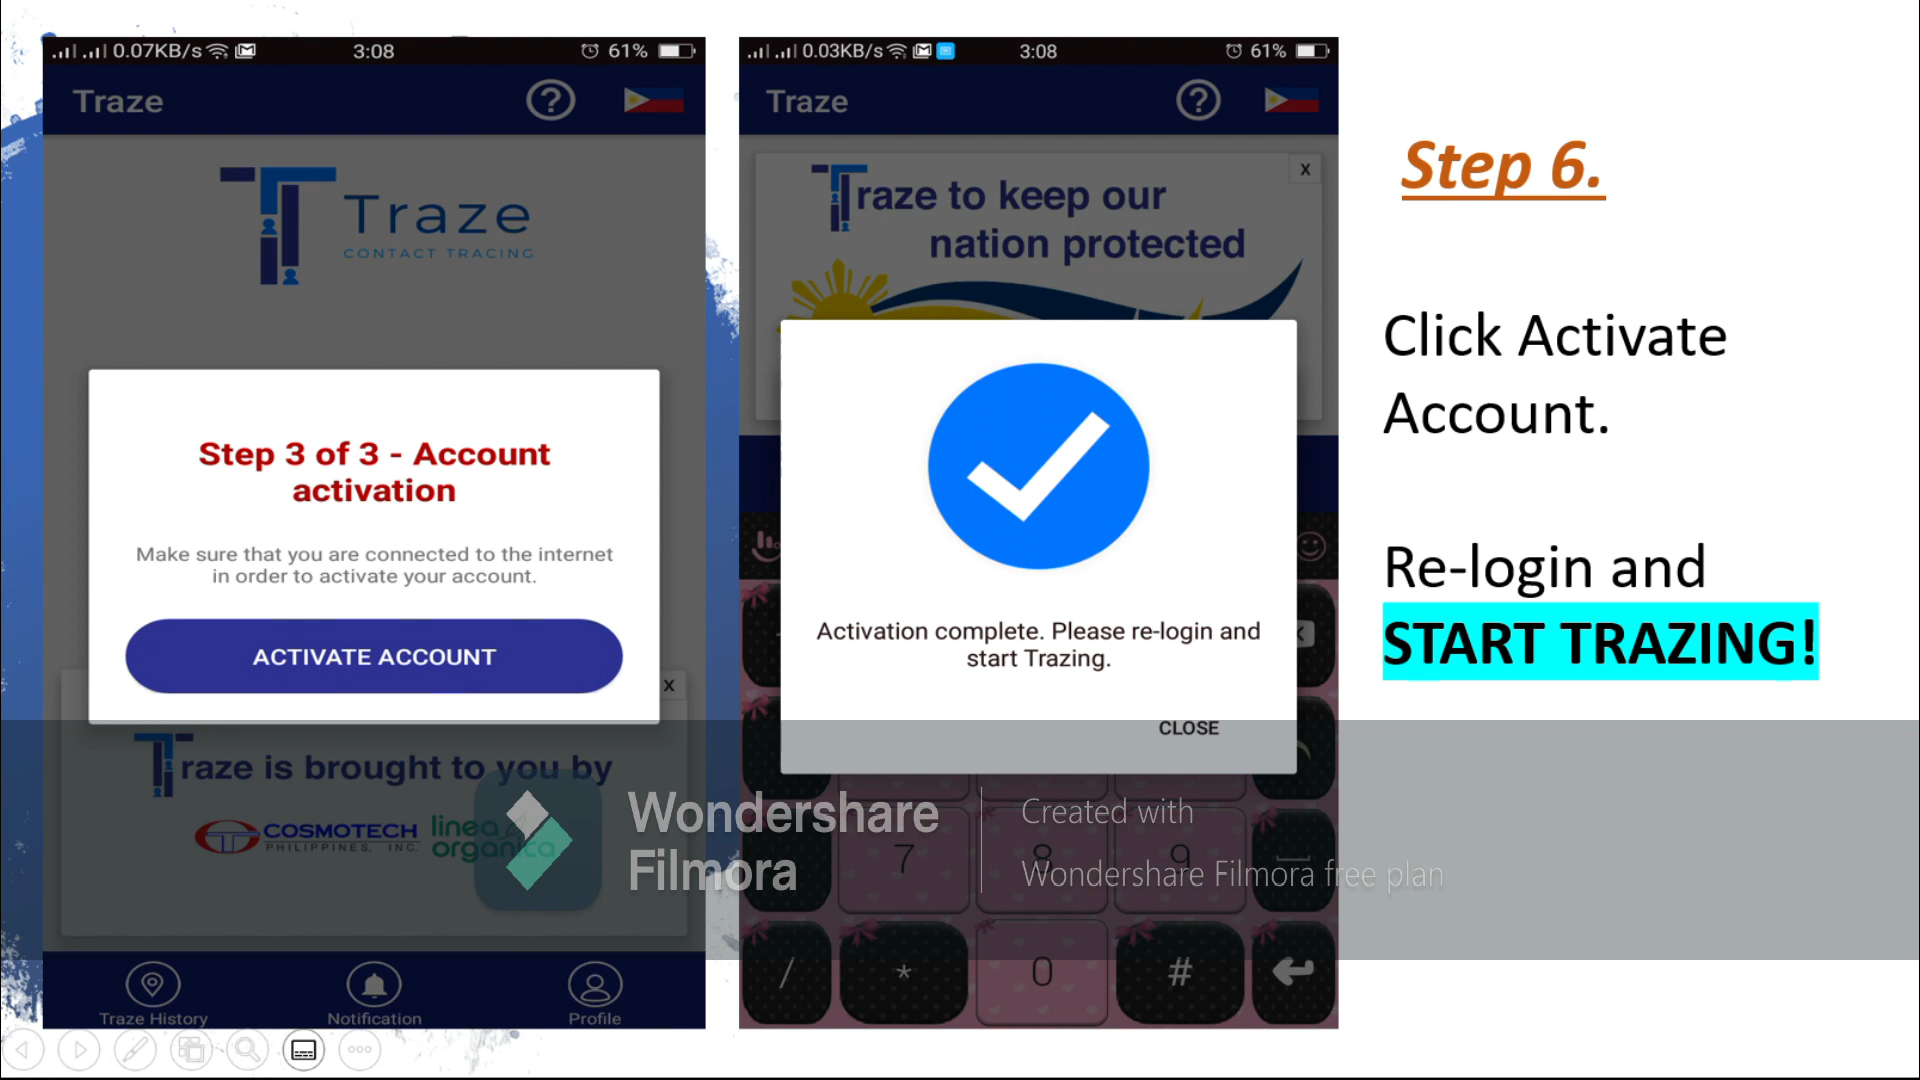 0.07KB/s 3:08 61%
Traze ?
Traze
CONTACT TRACING
Step 3 of 3 - Account
activation
Make sure that you are connected to the internet
in order to activate your account.
ACTIVATE ACCOUNT
X
Traze is brought to you by
COSMOTECH
PHILIPPINES, INC.
linea
organica
Traze History Notification Profile
0.03KB/s 3:08 61%
Traze ?
X
Traze to keep our
nation protected
Activation complete. Please re-login and
start Trazing.
CLOSE
7 8 9
/ * 0 #
Step 6.
Click Activate
Account.
Re-login and
START TRAZING!
Wondershare
Filmora
Created with
Wondershare Filmora free plan